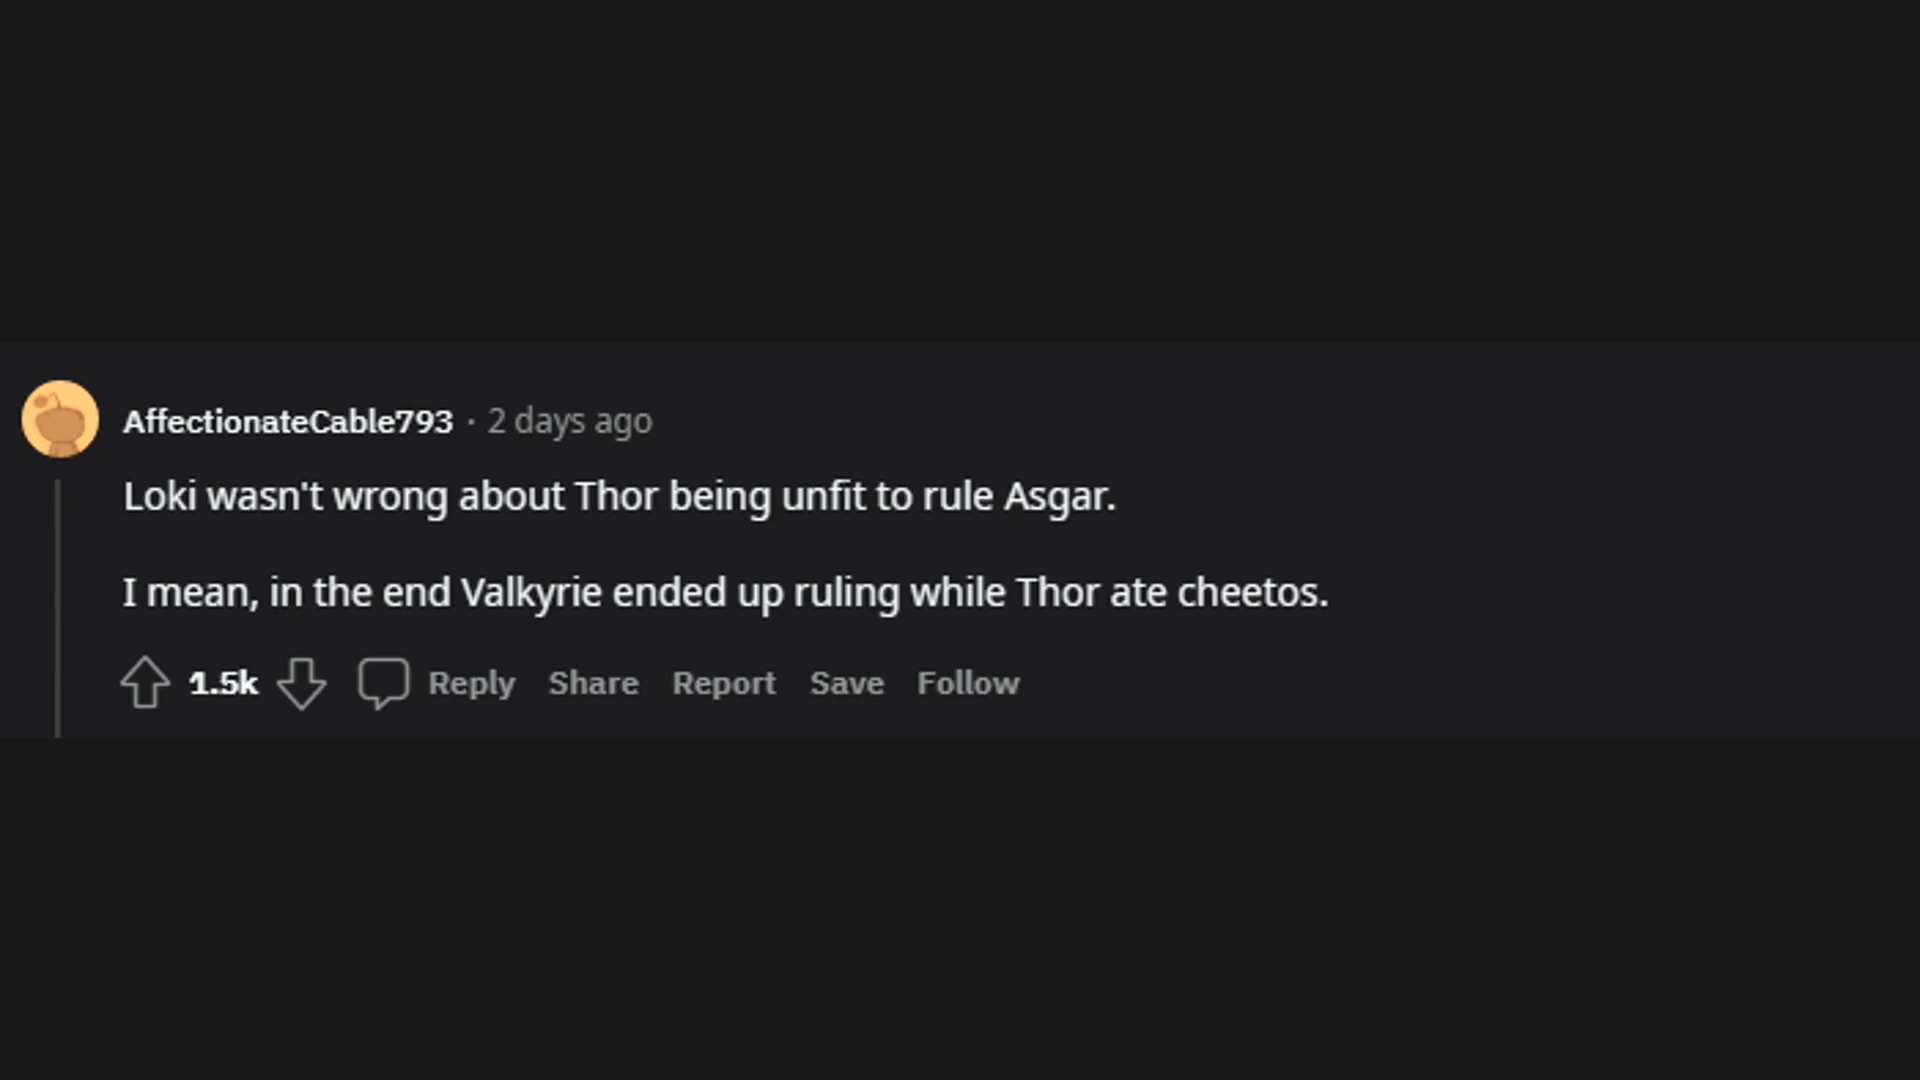 AffectionateCable793 · 2 days ago
Loki wasn't wrong about Thor being unfit to rule Asgar.
I mean, in the end Valkyrie ended up ruling while Thor ate cheetos.
1.5k Reply Share Report Save Follow